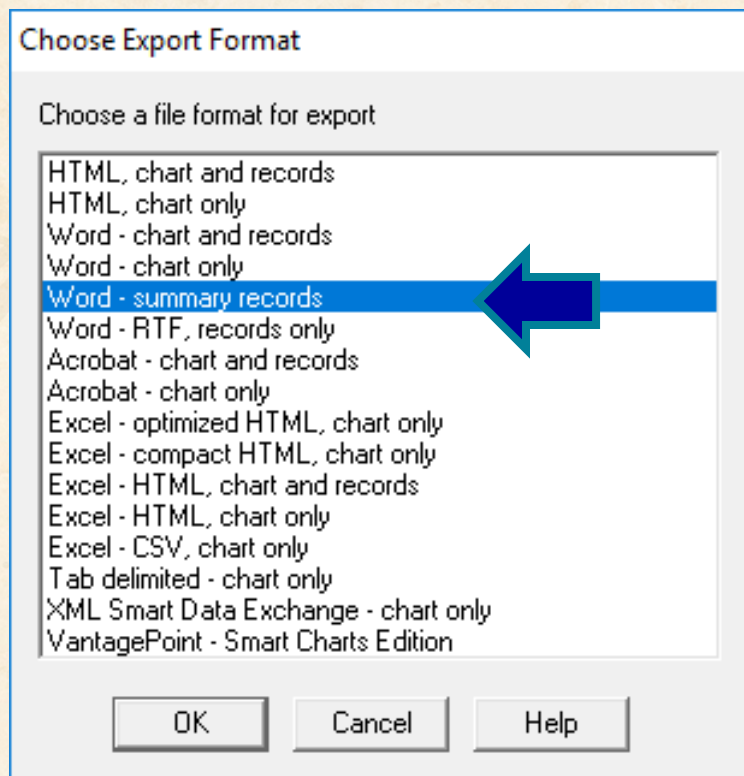 Choose Export Format
Choose a file format for export
HTML, chart and records
HTML, chart only
Word - chart and records
Word - chart only
Word - summary records
Word - RTF, records only
Acrobat - chart and records
Acrobat - chart only
Excel - optimized HTML, chart only
Excel - compact HTML, chart only
Excel - HTML, chart and records
Excel - HTML, chart only
Excel - CSV, chart only
Tab delimited - chart only
XML Smart Data Exchange - chart only
VantagePoint - Smart Charts Edition
OK Cancel Help